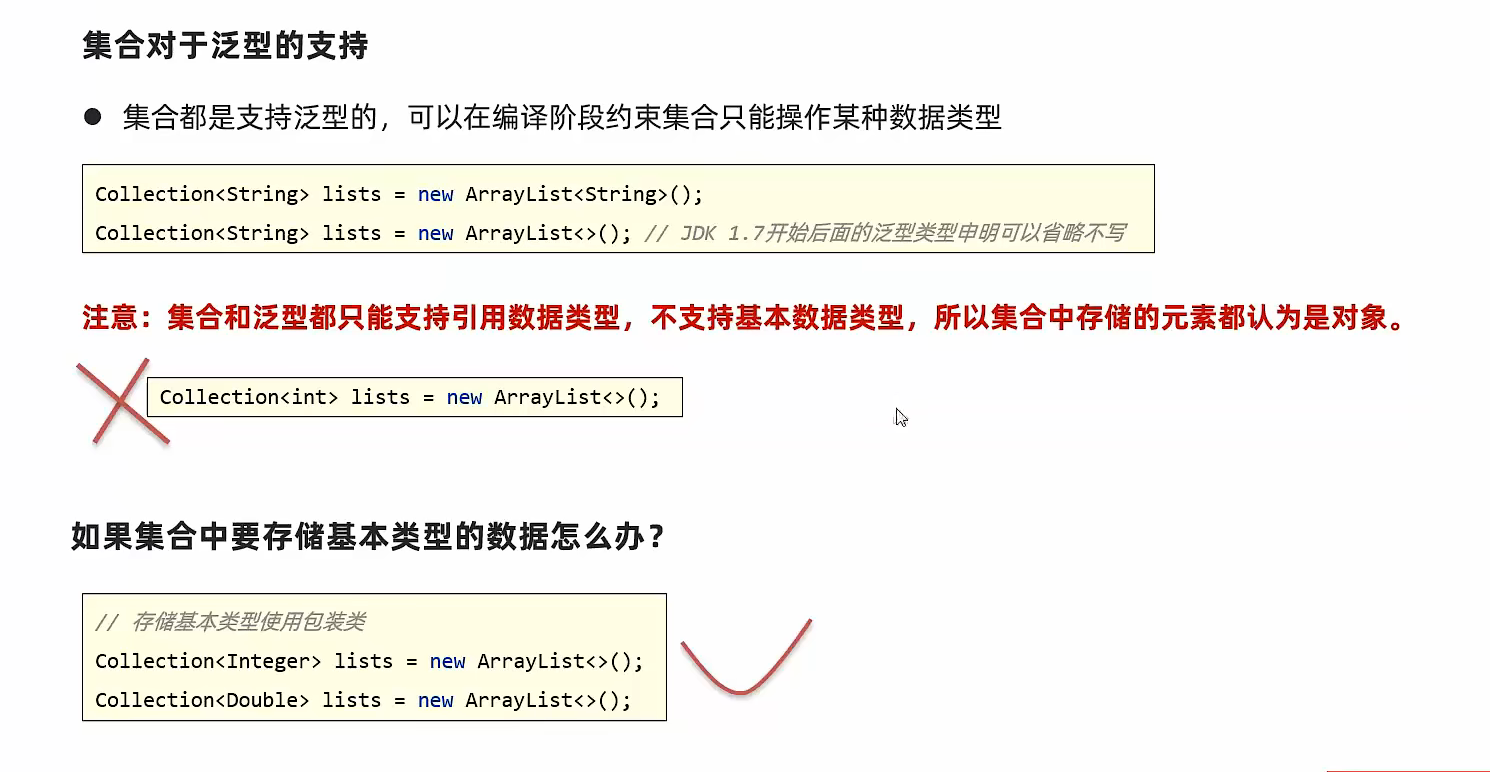 集合对于泛型的支持
● 集合都是支持泛型的，可以在编译阶段约束集合只能操作某种数据类型
Collection<String> lists = new ArrayList<String>();
Collection<String> lists = new ArrayList<>(); // JDK 1.7开始后面的泛型类型申明可以省略不写
注意：集合和泛型都只能支持引用数据类型，不支持基本数据类型，所以集合中存储的元素都认为是对象。
Collection<int> lists = new ArrayList<>();
如果集合中要存储基本类型的数据怎么办？
// 存储基本类型使用包装类
Collection<Integer> lists = new ArrayList<>();
Collection<Double> lists = new ArrayList<>();